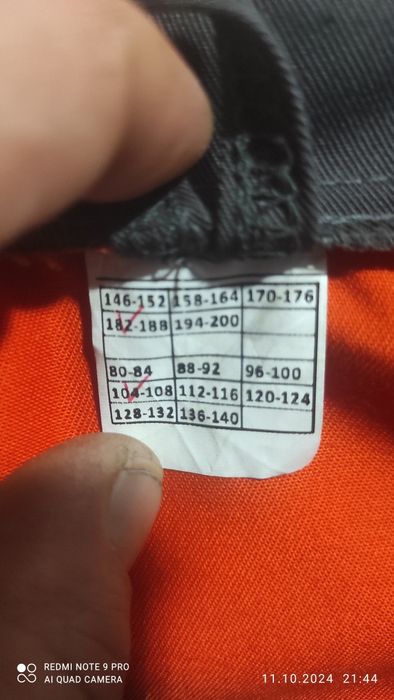 146-152 158-164 170-176
182-188 194-200
80-84 88-92 96-100
104-108 112-116 120-124
128-132 136-140
REDMI NOTE 9 PRO
AI QUAD CAMERA
11.10.2024 21:44